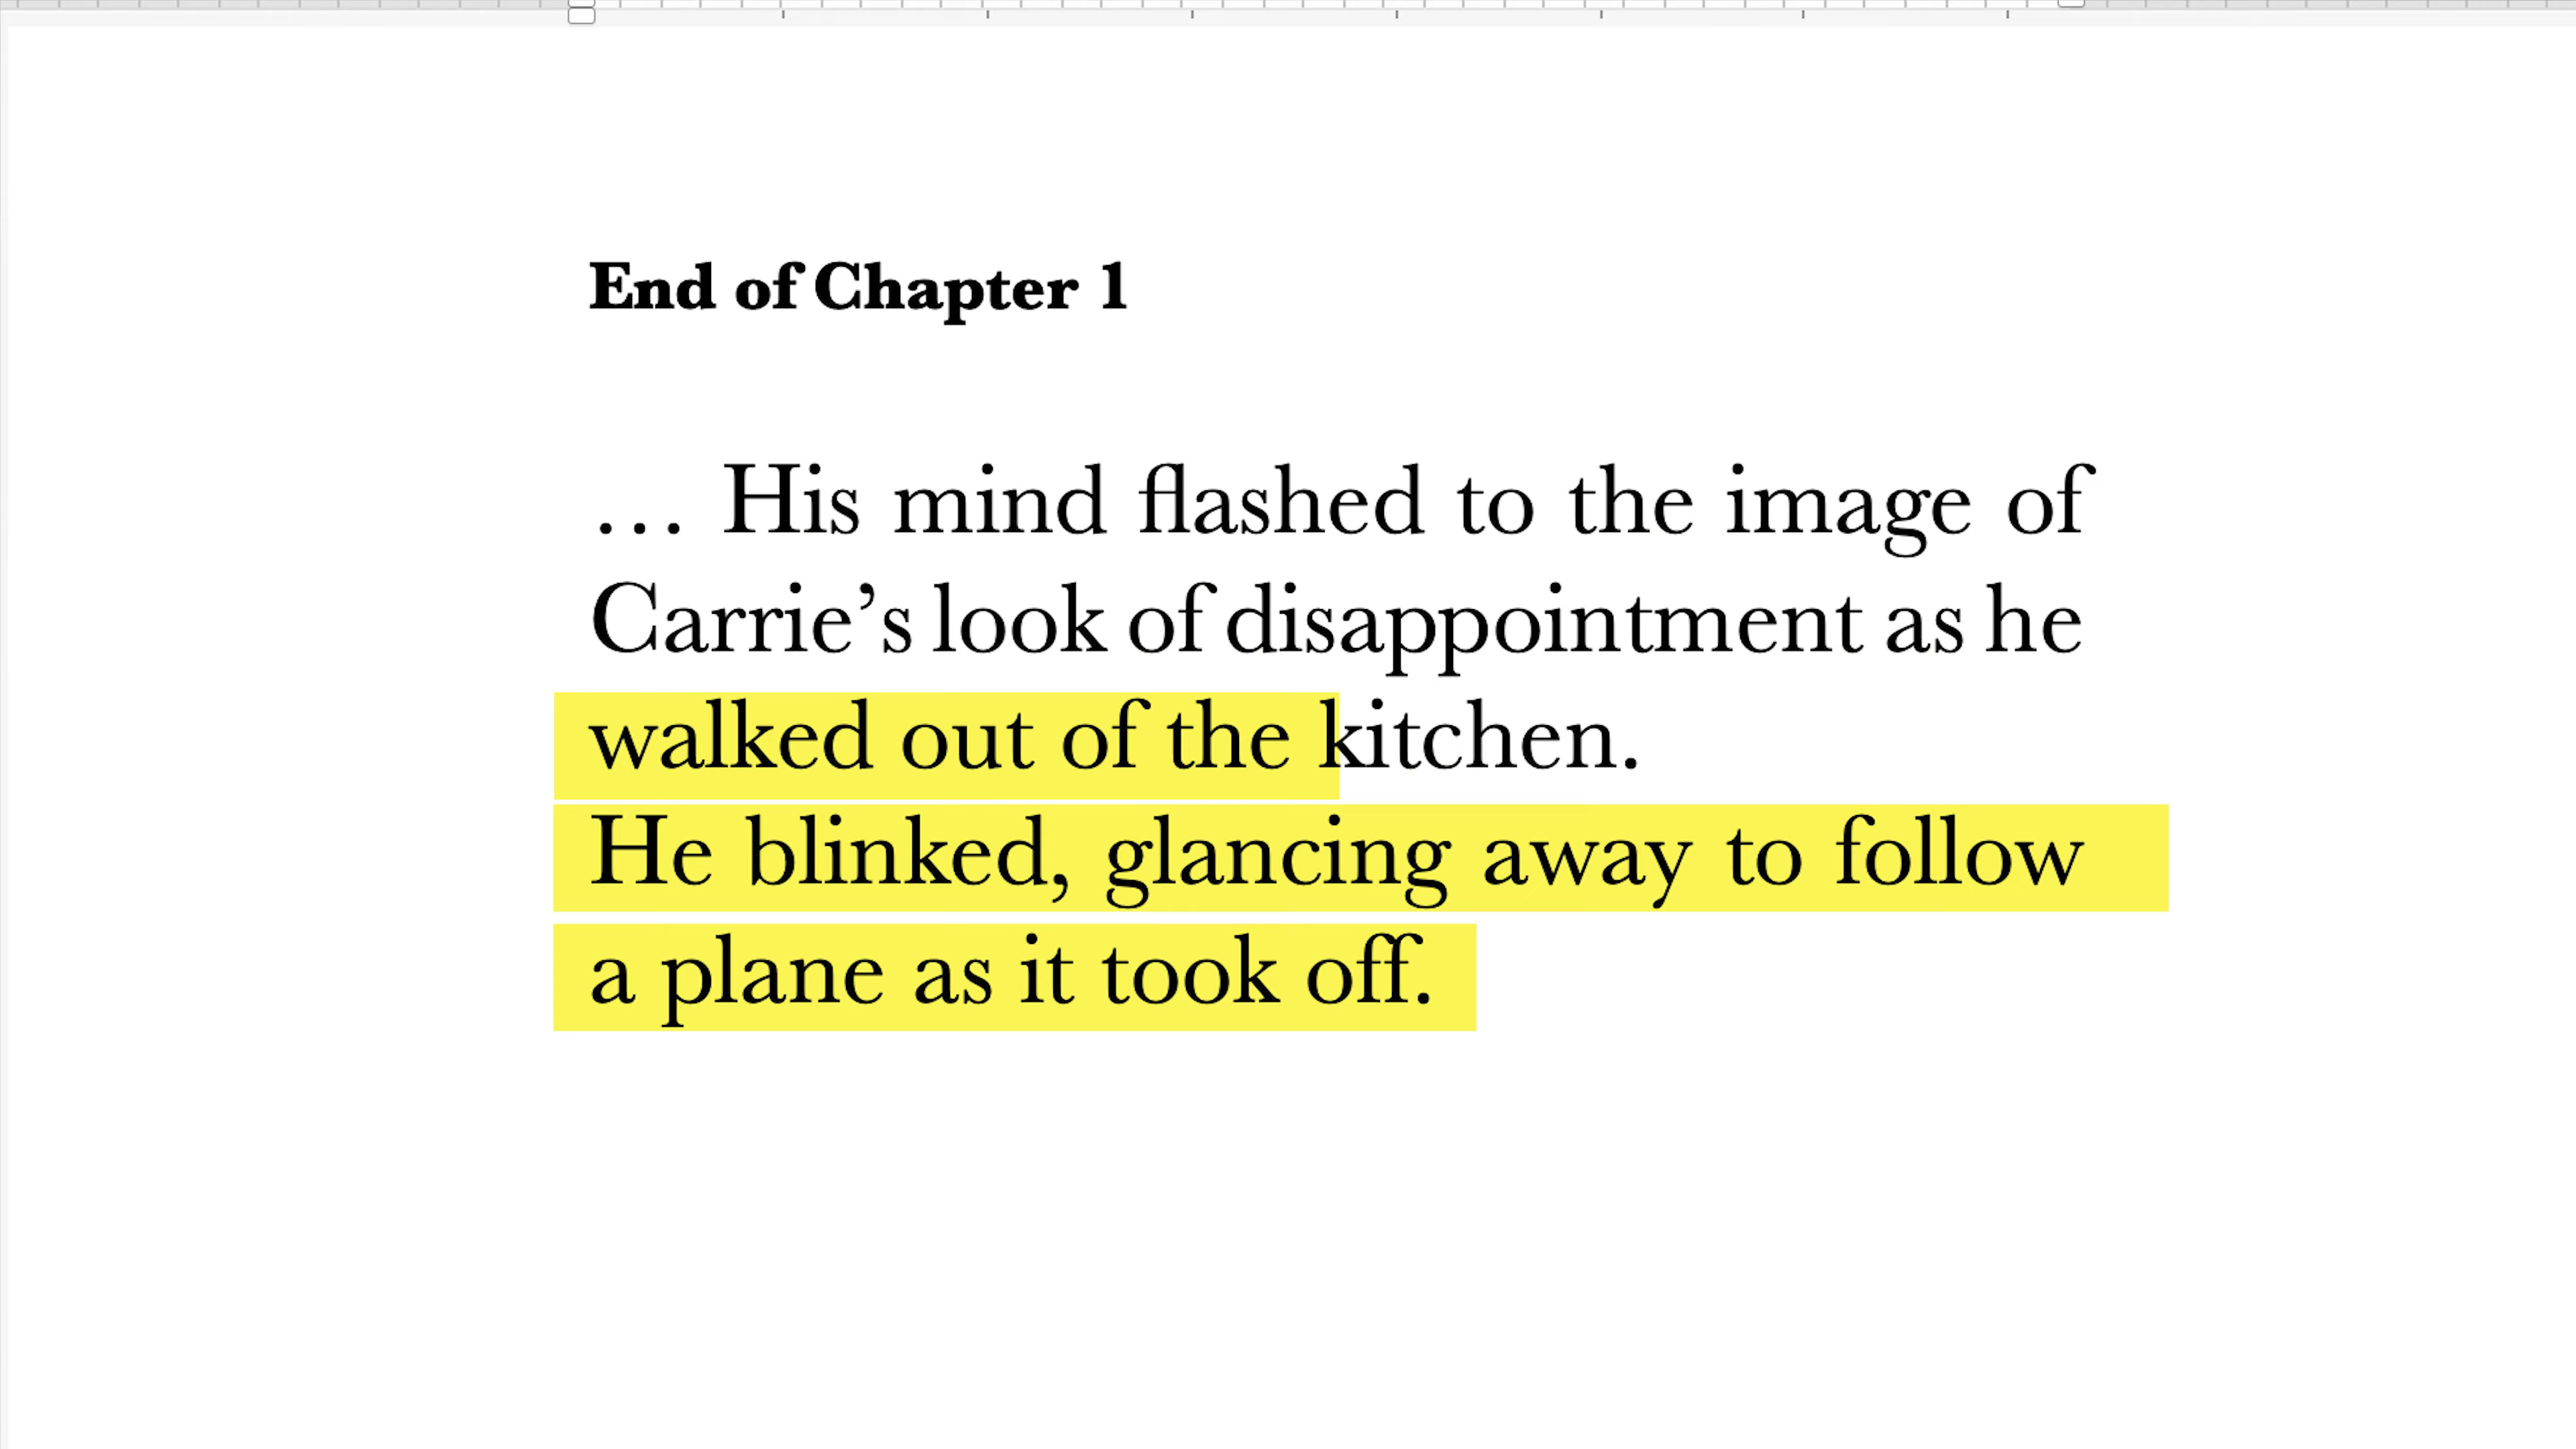 End of Chapter 1
… His mind flashed to the image of
Carrie’s look of disappointment as he
walked out of the kitchen.
He blinked, glancing away to follow
a plane as it took off.